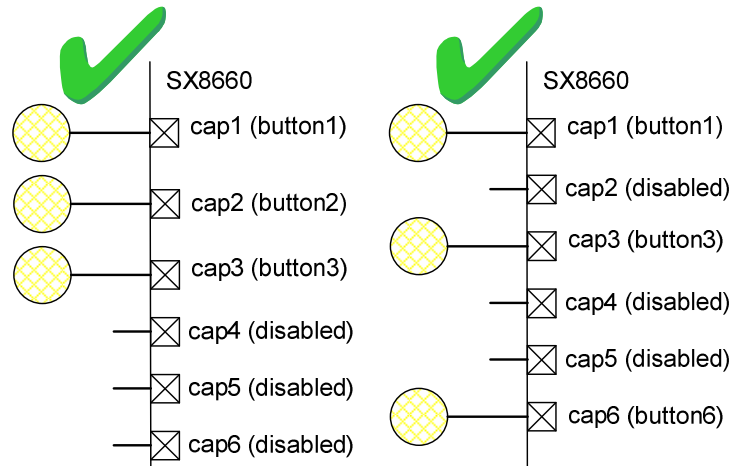 SX8660
cap1 (button1)
cap2 (button2)
cap3 (button3)
cap4 (disabled)
cap5 (disabled)
cap6 (disabled)
SX8660
cap1 (button1)
cap2 (disabled)
cap3 (button3)
cap4 (disabled)
cap5 (disabled)
cap6 (button6)